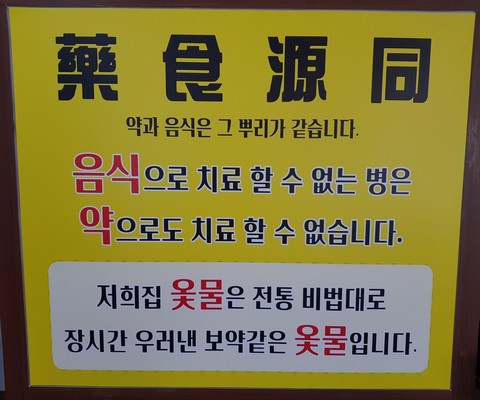 藥食源同
약과 음식은 그 뿌리가 같습니다.
음식으로 치료 할 수 없는 병은
약으로도 치료 할 수 없습니다.
저희집 옻물은 전통 비법대로
장시간 우러낸 보약같은 옻물입니다.